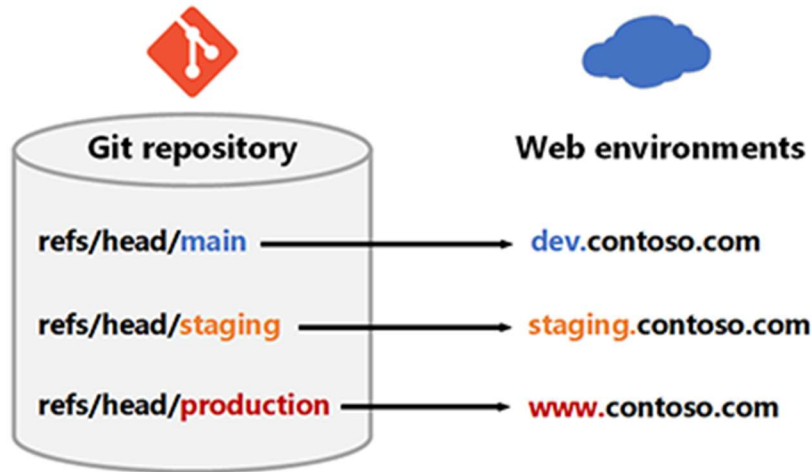 Git repository
Web environments
refs/head/main
dev.contoso.com
refs/head/staging
staging.contoso.com
refs/head/production
www.contoso.com